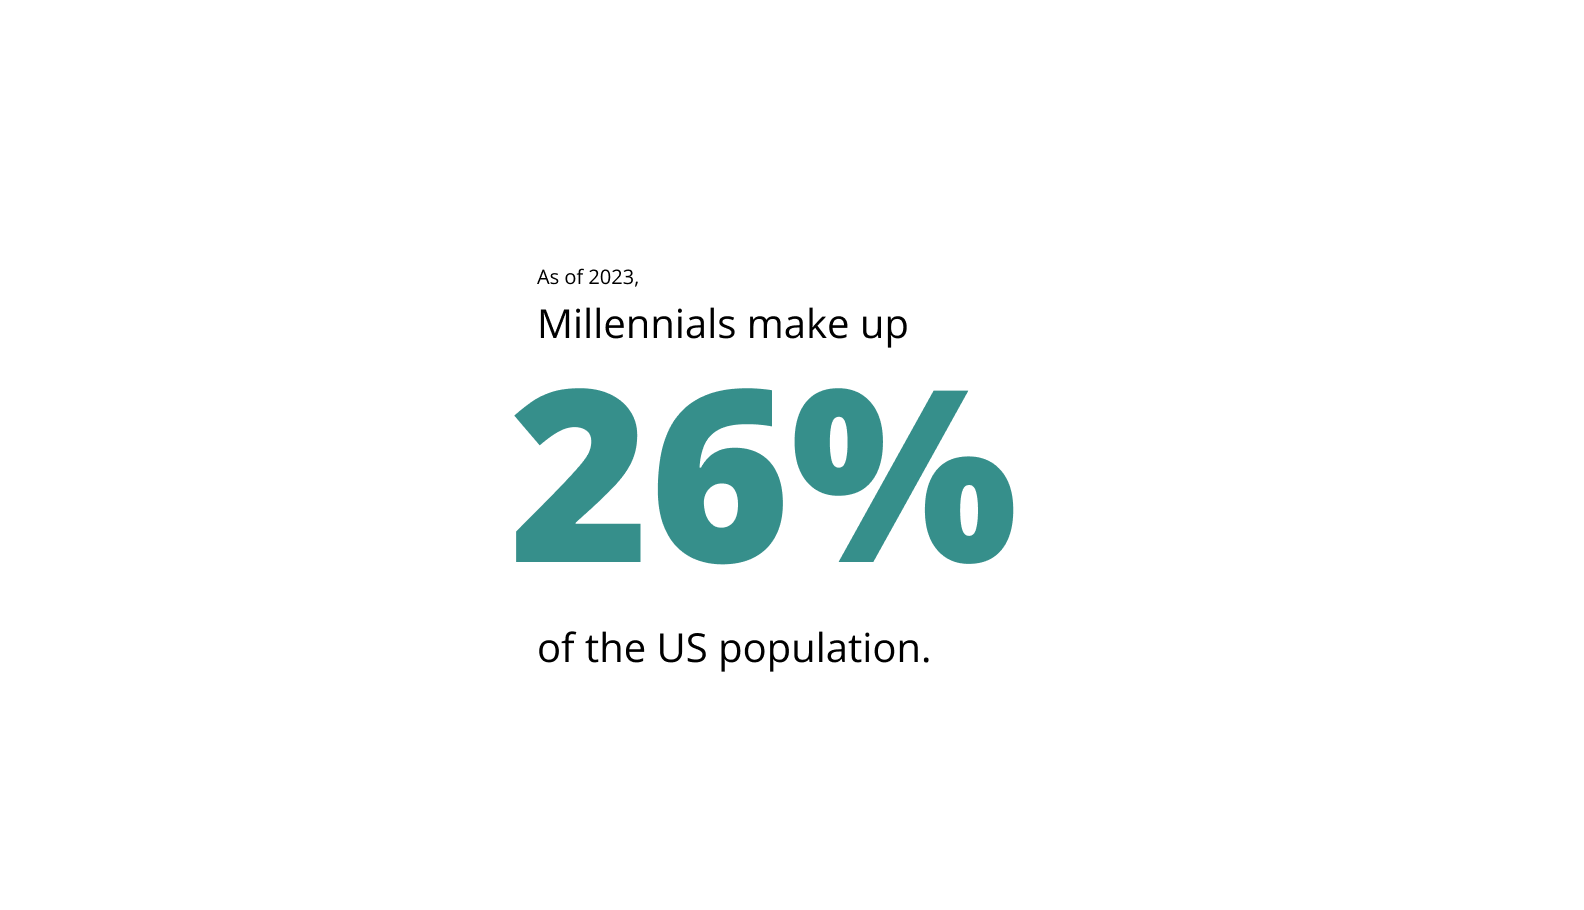 As of 2023,
Millennials make up
26%
of the US population.